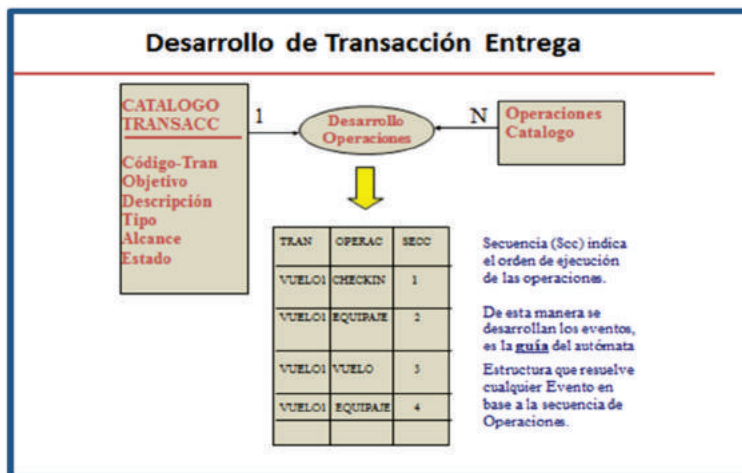 Desarrollo de Transacción Entrega
CATALOGO
TRANSACC
Código-Tran
Objetivo
Descripción
Tipo
Alcance
Estado
1
Desarrollo
Operaciones
N
Operaciones
Catalogo
TRAN OPERAC SECC
VUELO1 CHECKIN 1
VUELO1 EQUIPAJE 2
VUELO1 VUELO 3
VUELO1 EQUIPAJE 4
Secuencia (Scc) indica
el orden de ejecución
de las operaciones.
De esta manera se
desarrollan los eventos,
es la guía del autómata
Estructura que resuelve
cualquier Evento en
base a la secuencia de
Operaciones.